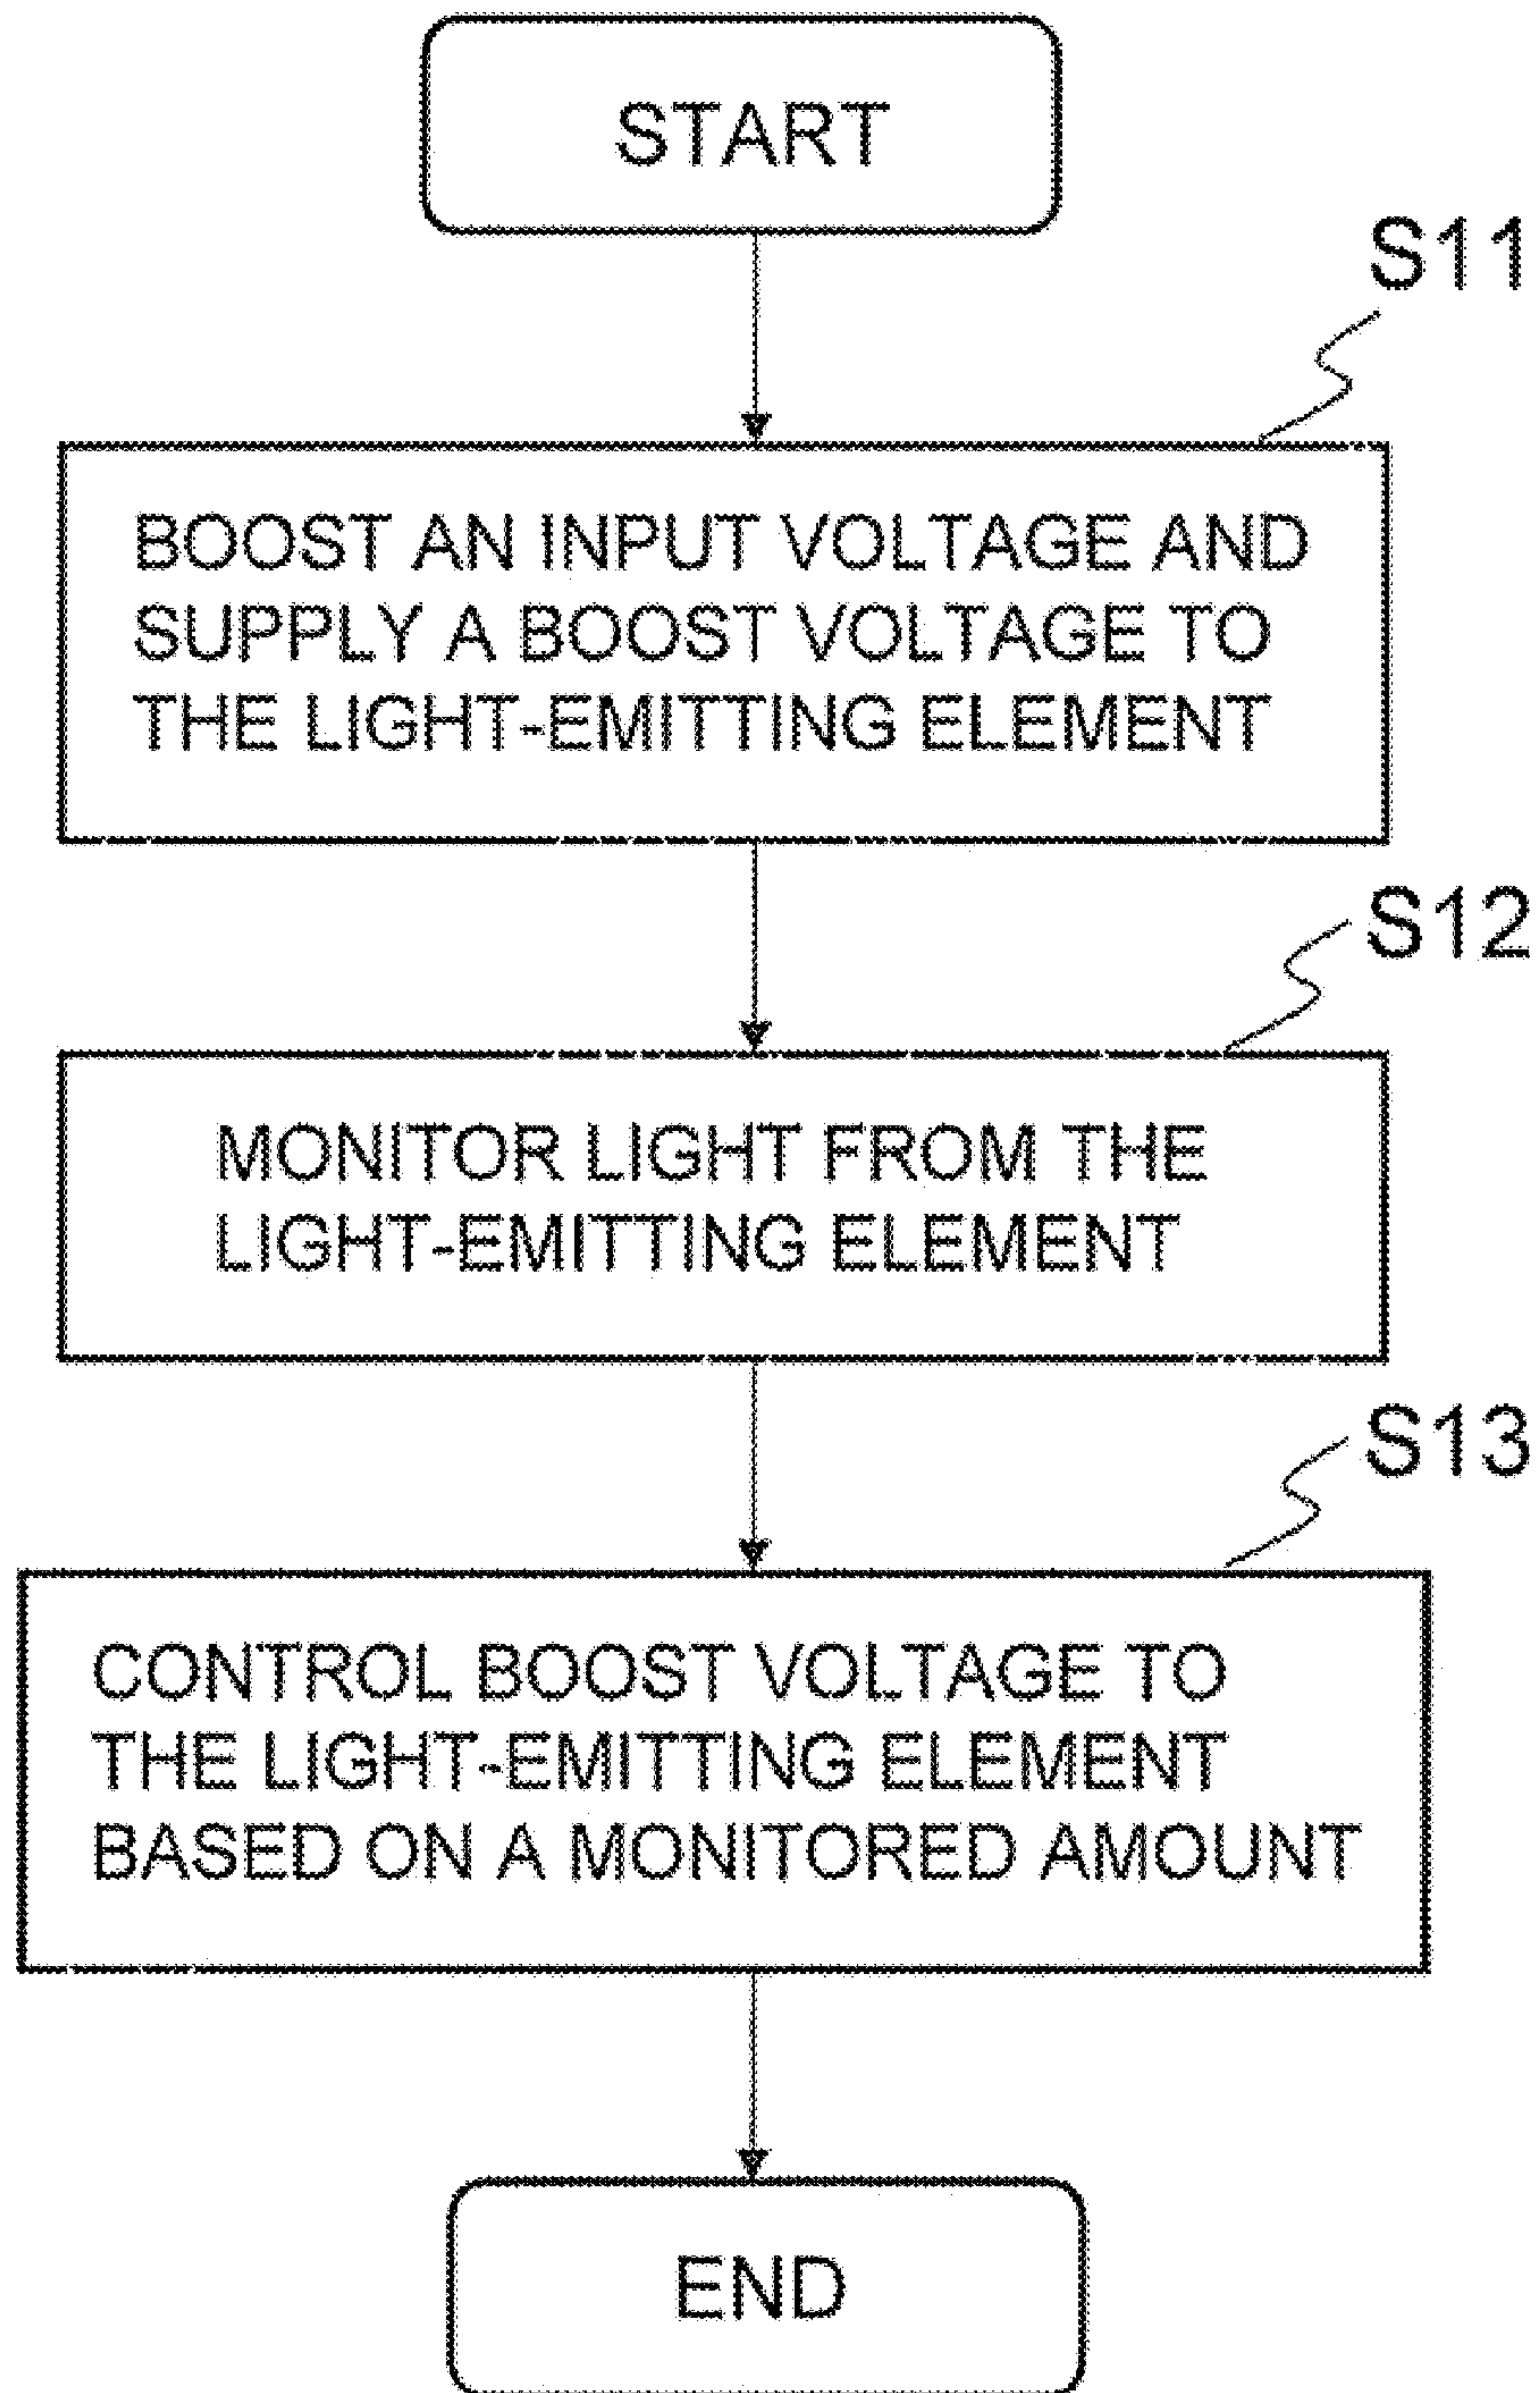 START
S11
BOOST AN INPUT VOLTAGE AND
SUPPLY A BOOST VOLTAGE TO
THE LIGHT-EMITTING ELEMENT
S12
MONITOR LIGHT FROM THE
LIGHT-EMITTING ELEMENT
S13
CONTROL BOOST VOLTAGE TO
THE LIGHT-EMITTING ELEMENT
BASED ON A MONITORED AMOUNT
END